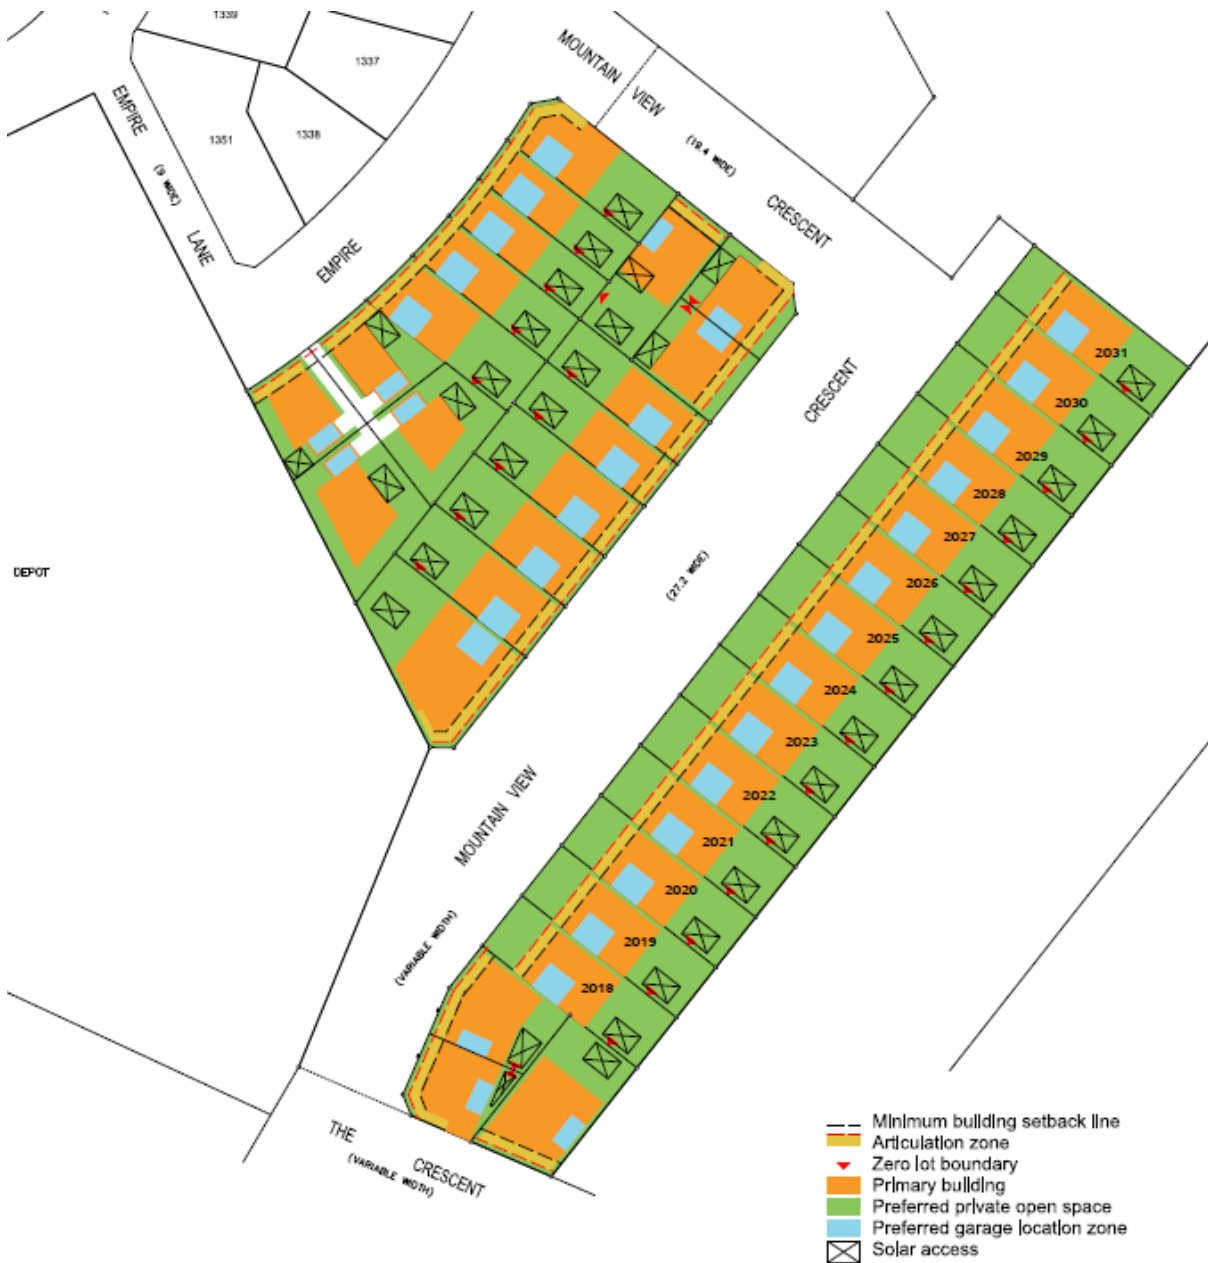 1339
1337
1351
1338
EMPIRE
(9 WIDE)
LANE
EMPIRE
MOUNTAIN
VIEW
(19.4 WIDE)
CRESCENT
CRESCENT
(27.2 WIDE)
DEPOT
MOUNTAIN VIEW
(VARIABLE WIDTH)
2031
2030
2029
2028
2027
2026
2025
2024
2023
2022
2021
2020
2019
2018
THE
CRESCENT
(VARIABLE WIDTH)
Minimum building setback line
Articulation zone
Zero lot boundary
Primary building
Preferred private open space
Preferred garage location zone
Solar access